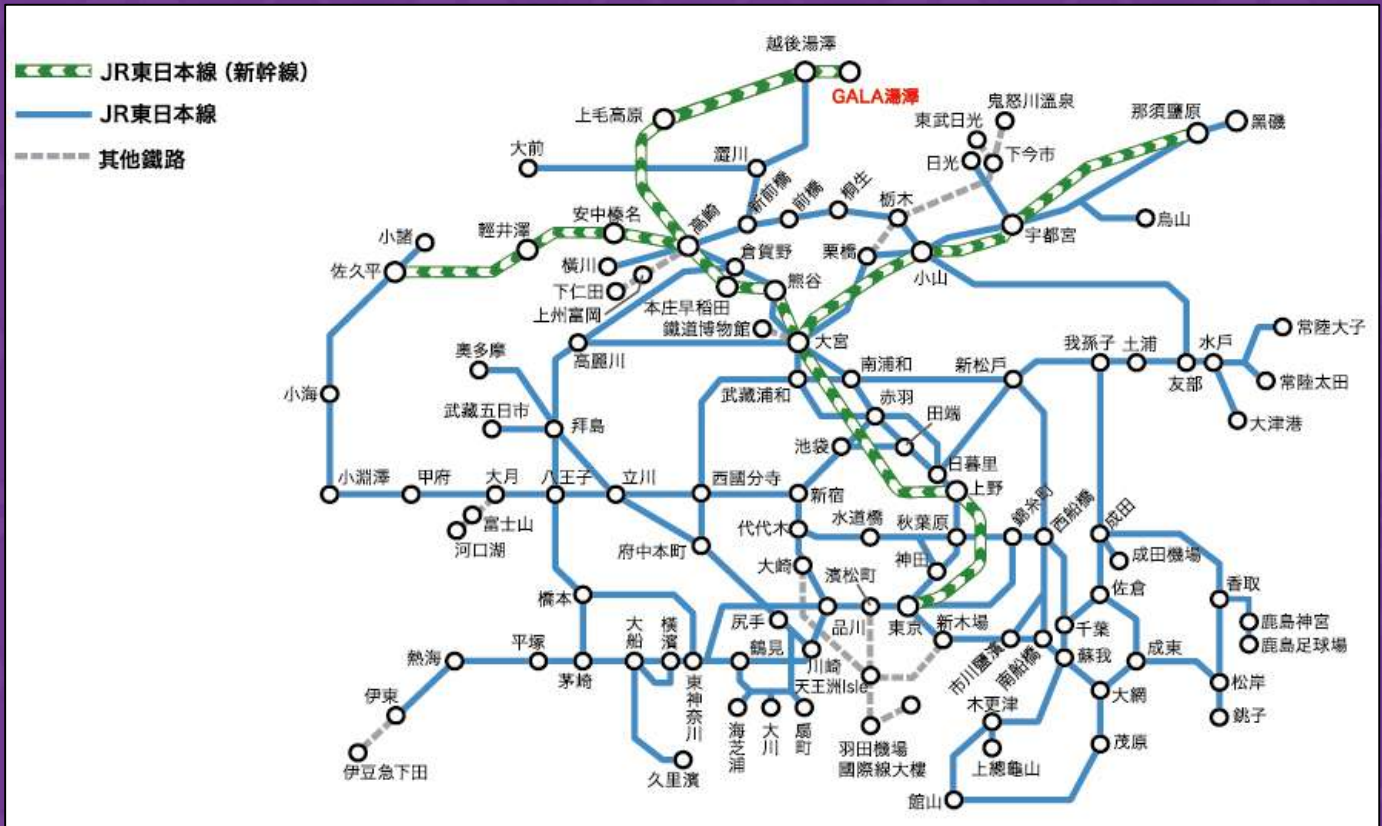 JR東日本線（新幹線）
JR東日本線
其他鐵路
越後湯澤
GALA湯澤
上毛高原
鬼怒川溫泉
那須鹽原
黑磯
東武日光
大前
澀川
日光
下今市
新前橋
前橋
桐生
栃木
烏山
安中榛名
高崎
宇都宮
小諸
輕井澤
倉賀野
栗橋
小山
佐久平
橫川
下仁田
熊谷
上州富岡
本庄早稻田
鐵道博物館
大宮
常陸大子
奧多摩
高麗川
我孫子
土浦
水戶
武藏浦和
南浦和
新松戶
友部
常陸太田
小海
武藏五日市
拜島
赤羽
田端
大津港
池袋
日暮里
小淵澤
甲府
大月
八王子
立川
西國分寺
新宿
上野
富士山
代代木
水道橋
秋葉原
錦糸町
西船橋
成田
河口湖
府中本町
大崎
神田
成田機場
濱松町
橋本
佐倉
香取
品川
東京
新木場
千葉
鹿島神宮
大船
橫濱
尻手
鶴見
川崎
市川鹽濱
南船橋
蘇我
成東
鹿島足球場
熱海
平塚
茅崎
東神奈川
天王洲Isle
大網
松岸
伊東
海芝浦
大川
扇町
木更津
銚子
伊豆急下田
久里濱
羽田機場
國際線大樓
上總龜山
茂原
館山